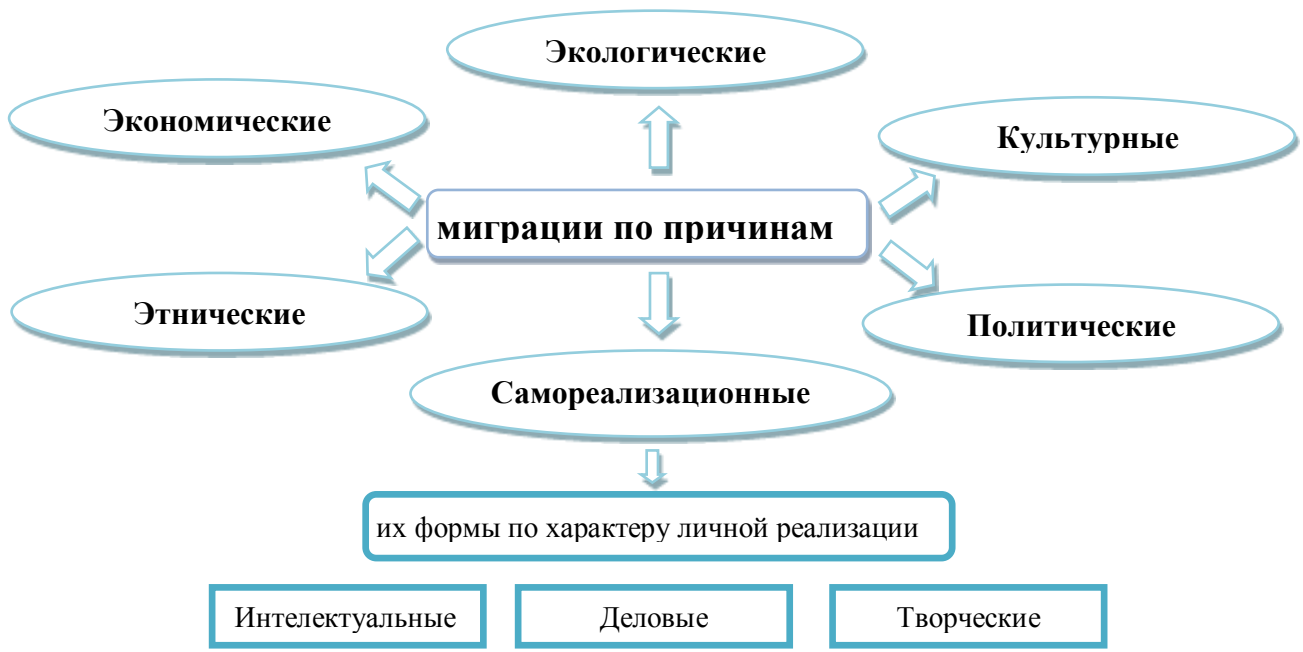 Экологические
Экономические
Культурные
миграции по причинам
Этнические
Политические
Самореализационные
их формы по характеру личной реализации
Интелектуальные
Деловые
Творческие